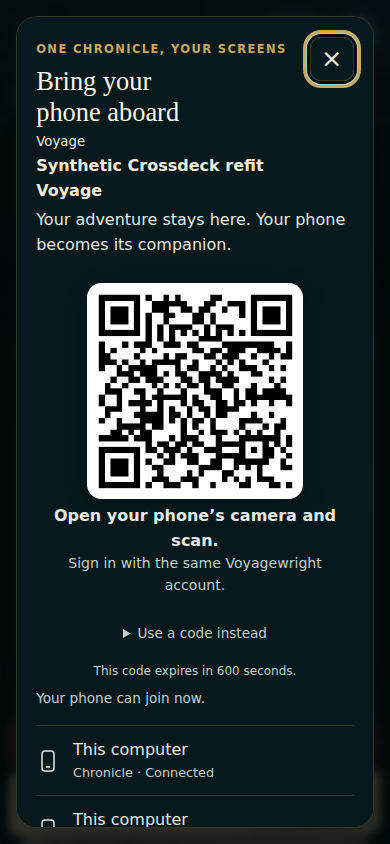 ONE CHRONICLE, YOUR SCREENS
Bring your
phone aboard
Voyage
Synthetic Crossdeck refit
Voyage
Your adventure stays here. Your phone
becomes its companion.
Open your phone’s camera and
scan.
Sign in with the same Voyagewright
account.
Use a code instead
This code expires in 600 seconds.
Your phone can join now.
This computer
Chronicle · Connected
This computer